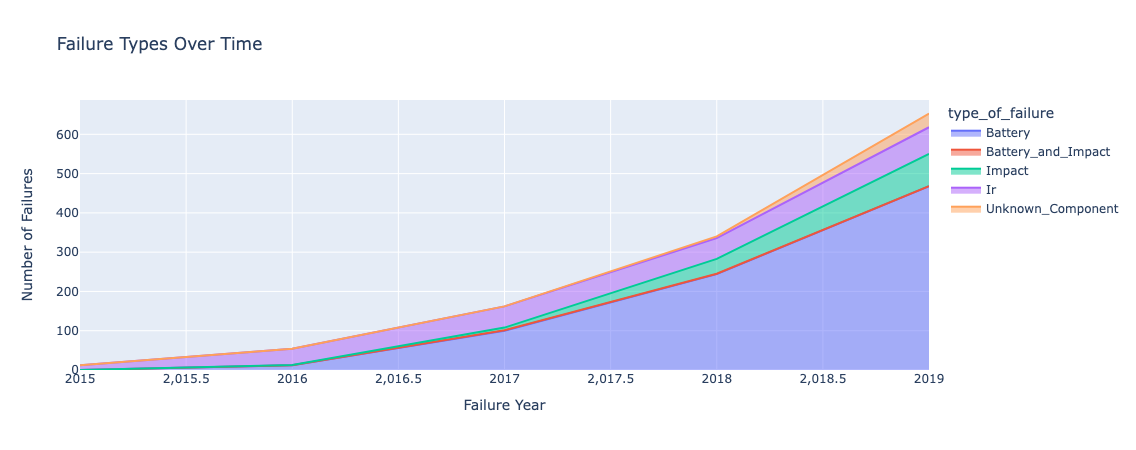 Failure Types Over Time
Number of Failures
600
500
400
300
200
100
0
2015 2,015.5 2016 2,016.5 2017 2,017.5 2018 2,018.5 2019
Failure Year
type_of_failure
Battery
Battery_and_Impact
Impact
Ir
Unknown_Component